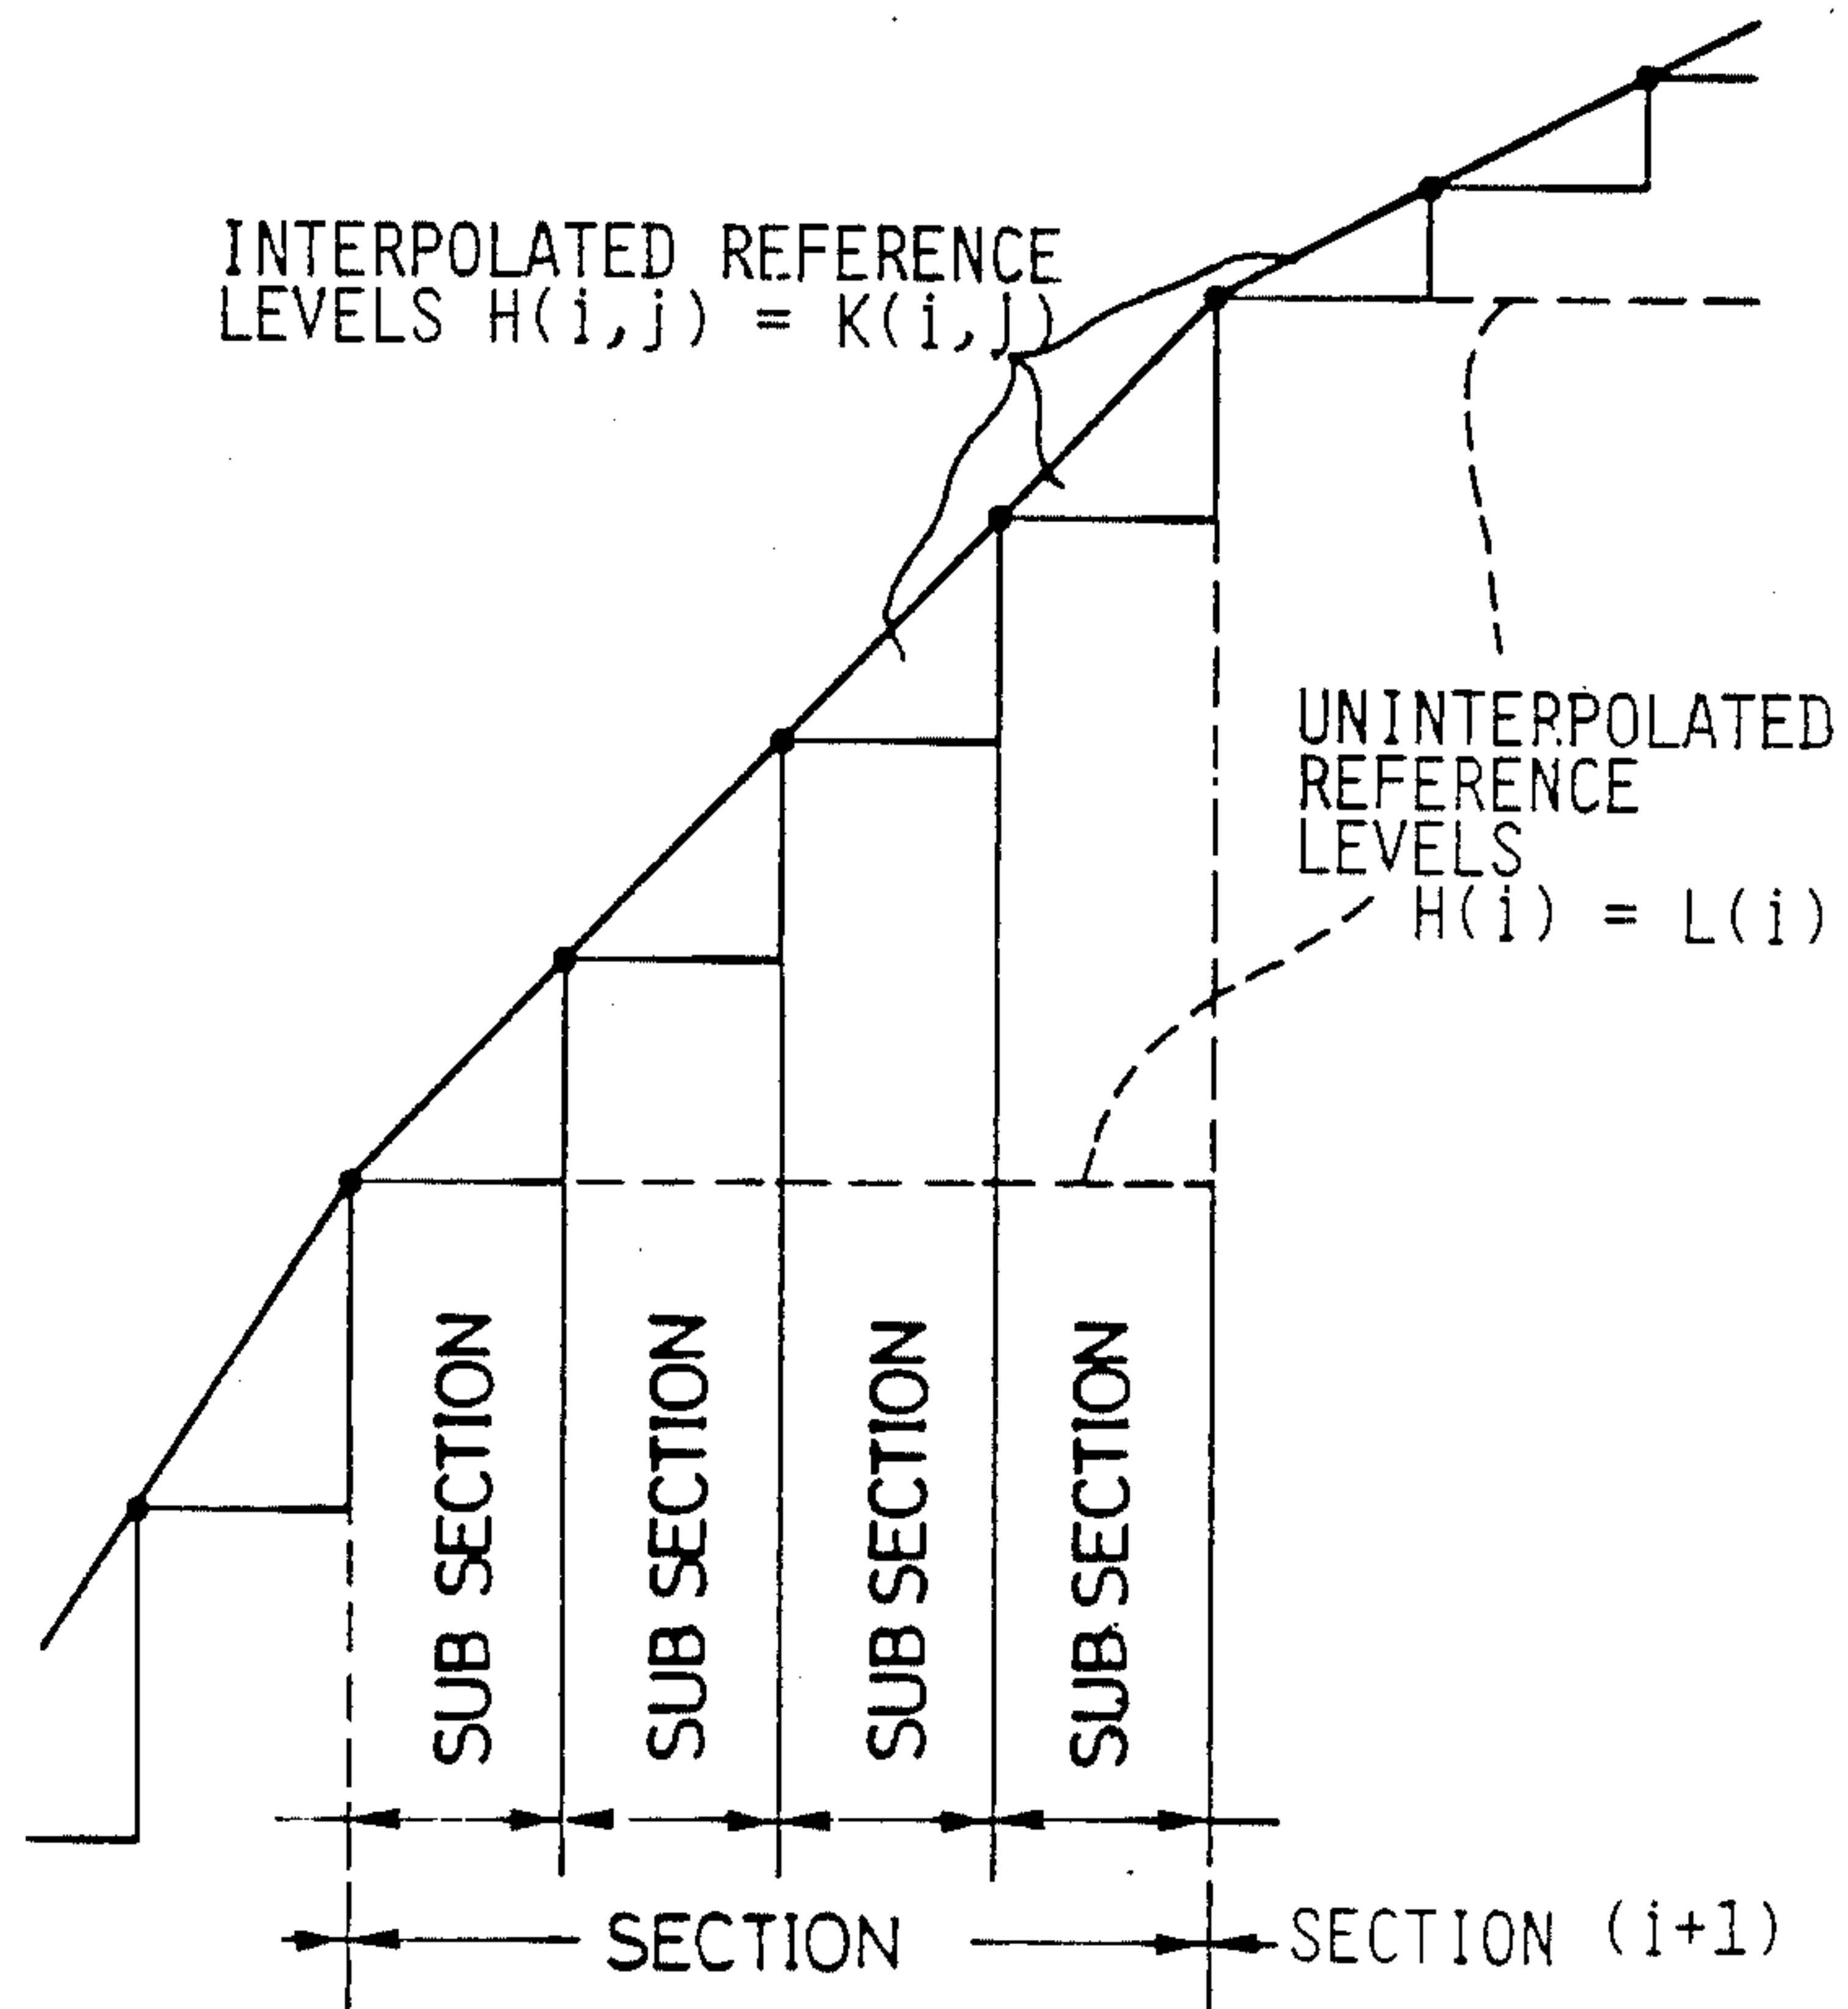 INTERPOLATED REFERENCE
LEVELS H(i,j) = K(i,j)
UNINTERPOLATED
REFERENCE
LEVELS
H(i) = L(i)
SUB SECTION
SUB SECTION
SUB SECTION
SUB SECTION
SECTION
SECTION (i+1)